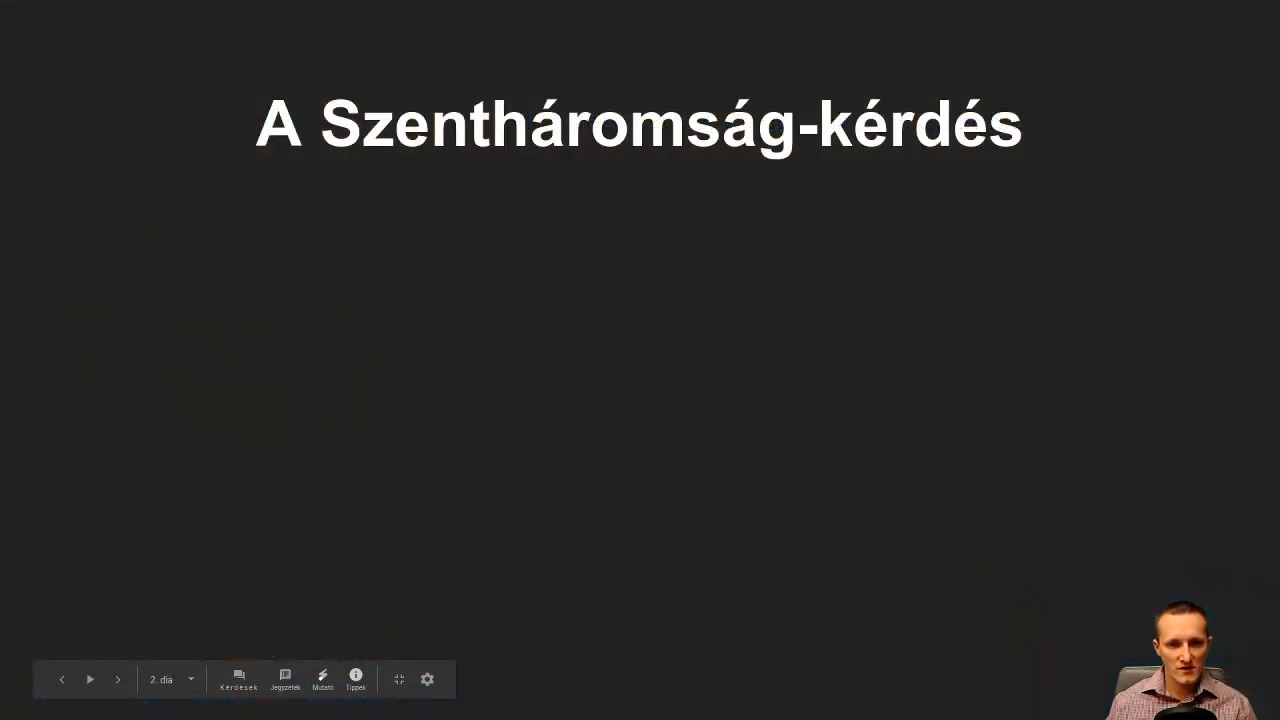 A Szentháromság-kérdés
2. dia
Kérdések Jegyzetek Mutató Tippek